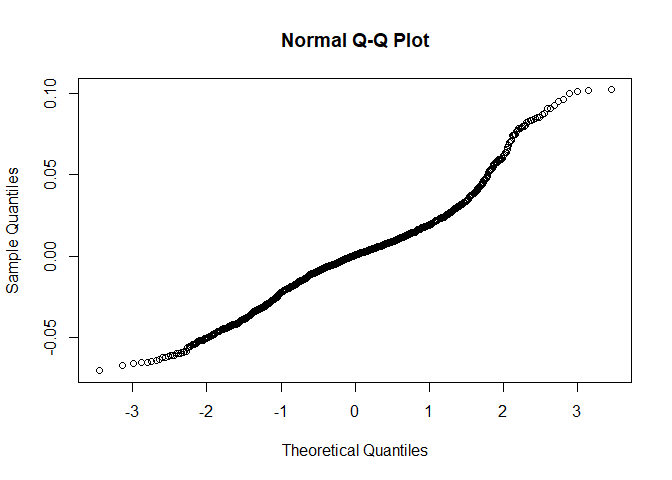 Normal Q-Q Plot
Sample Quantiles
0.10
0.05
0.00
-0.05
-3 -2 -1 0 1 2 3
Theoretical Quantiles